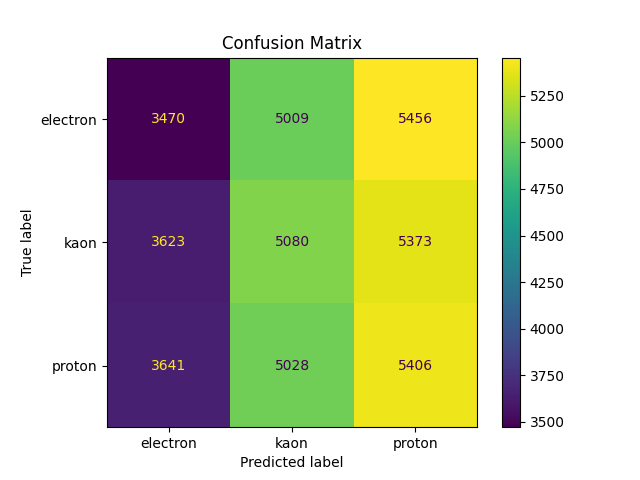 Confusion Matrix
True label
electron 3470 5009 5456
kaon 3623 5080 5373
proton 3641 5028 5406
electron kaon proton
Predicted label
5250
5000
4750
4500
4250
4000
3750
3500